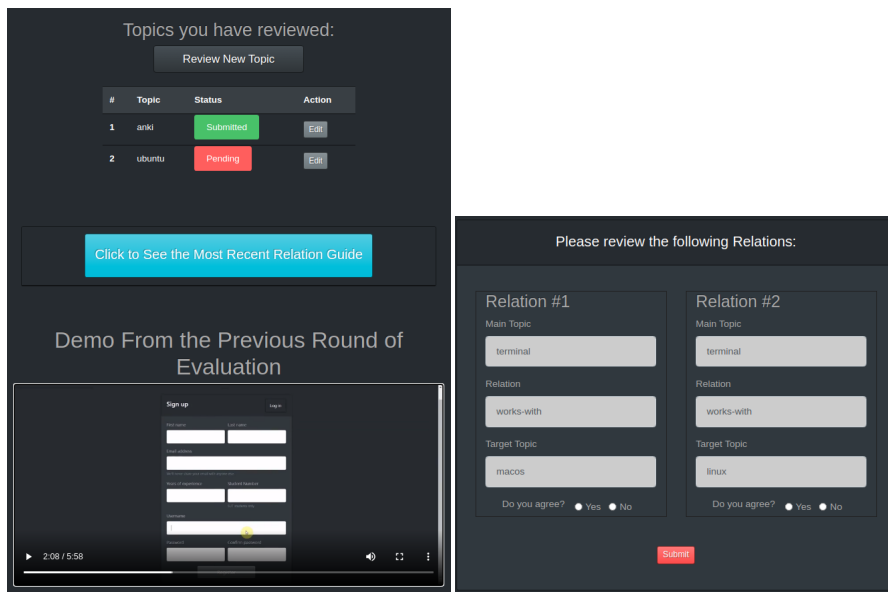 Topics you have reviewed:
Review New Topic
# Topic Status Action
1 anki Submitted Edit
2 ubuntu Pending Edit
Click to See the Most Recent Relation Guide
Demo From the Previous Round of
Evaluation
Sign up Log in
First name Last name
Email address
Username
2:08 / 5:58
Please review the following Relations:
Relation #1
Main Topic
terminal
Relation
works-with
Target Topic
macos
Do you agree? Yes No
Relation #2
Main Topic
terminal
Relation
works-with
Target Topic
linux
Do you agree? Yes No
Submit